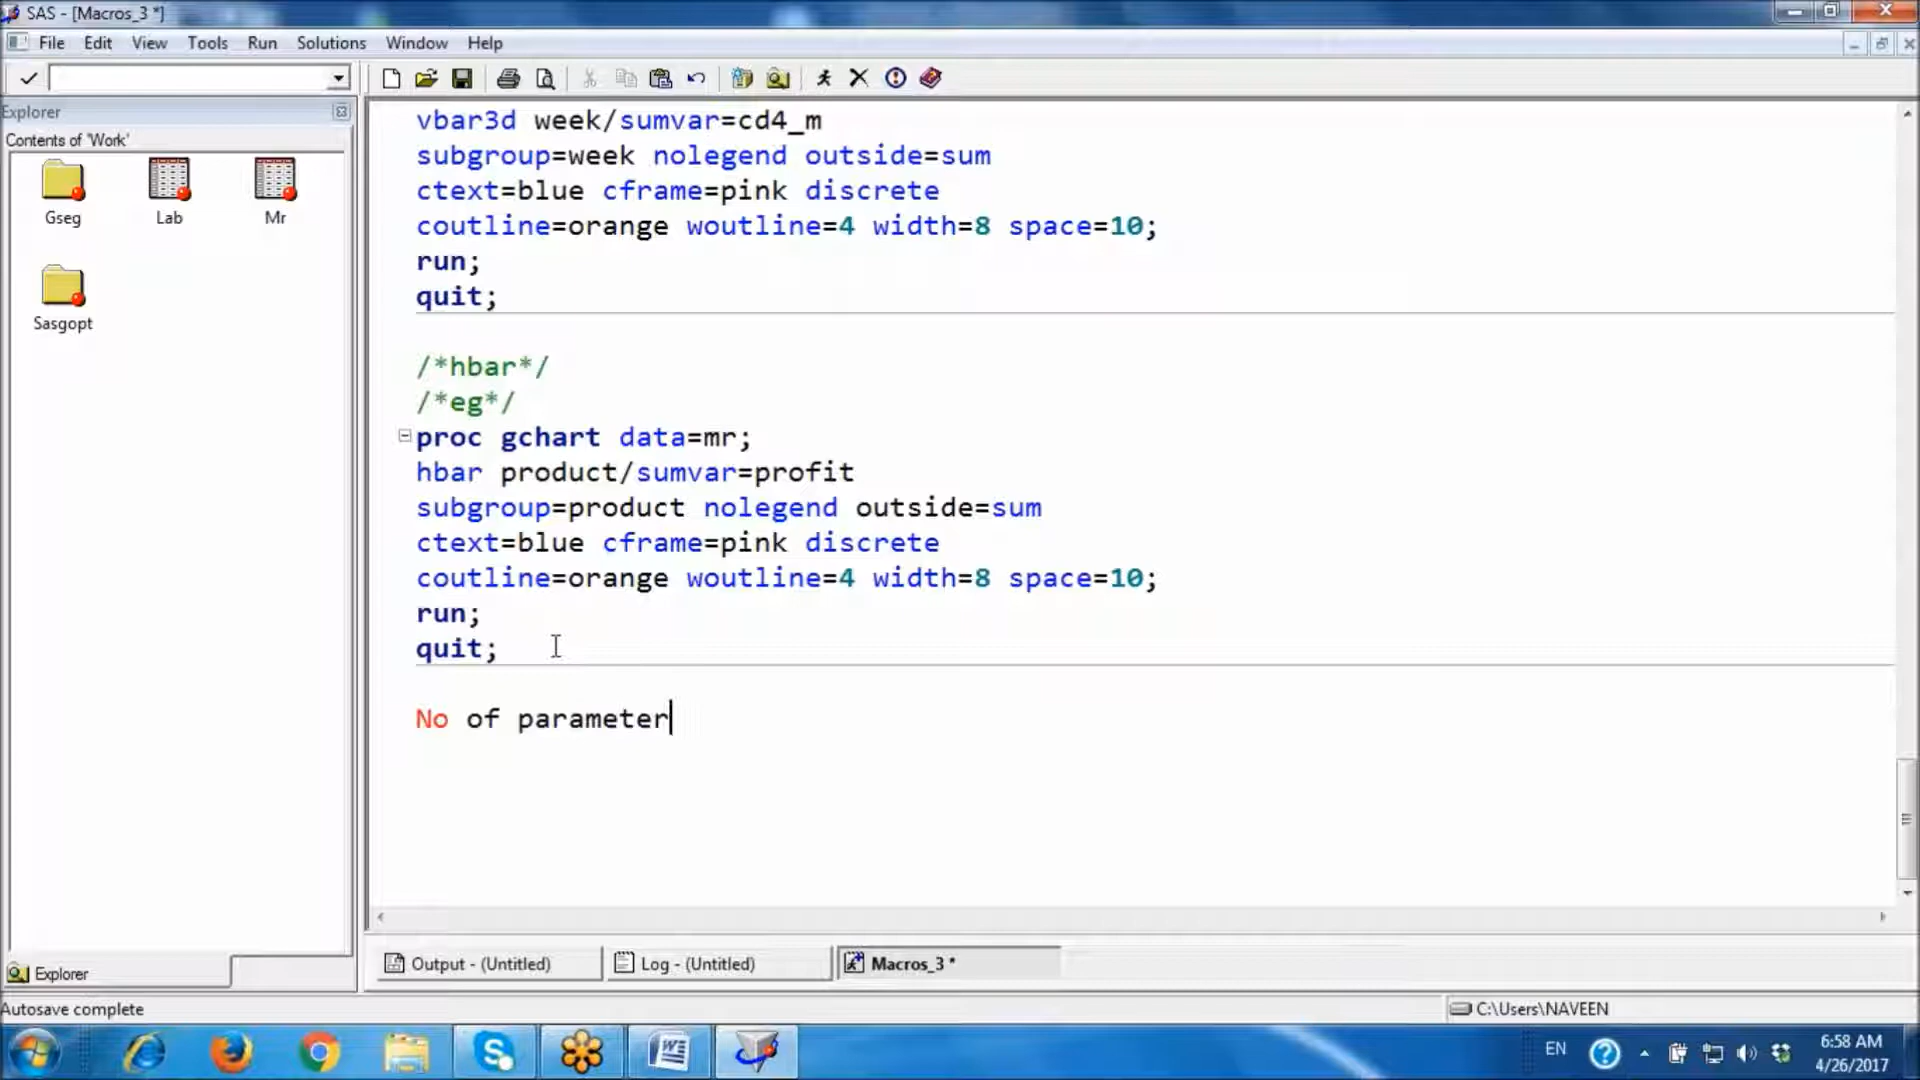 SAS - [Macros_3 *]
File Edit View Tools Run Solutions Window Help
Explorer
Contents of 'Work'
Gseg Lab Mr
Sasgopt
vbar3d week/sumvar=cd4_m
subgroup=week nolegend outside=sum
ctext=blue cframe=pink discrete
coutline=orange woutline=4 width=8 space=10;
run;
quit;
/*hbar*/
/*eg*/
proc gchart data=mr;
hbar product/sumvar=profit
subgroup=product nolegend outside=sum
ctext=blue cframe=pink discrete
coutline=orange woutline=4 width=8 space=10;
run;
quit;
No of parameter
Explorer
Output - (Untitled) Log - (Untitled) Macros_3 *
Autosave complete C:\Users\NAVEEN
EN 6:58 AM
4/26/2017